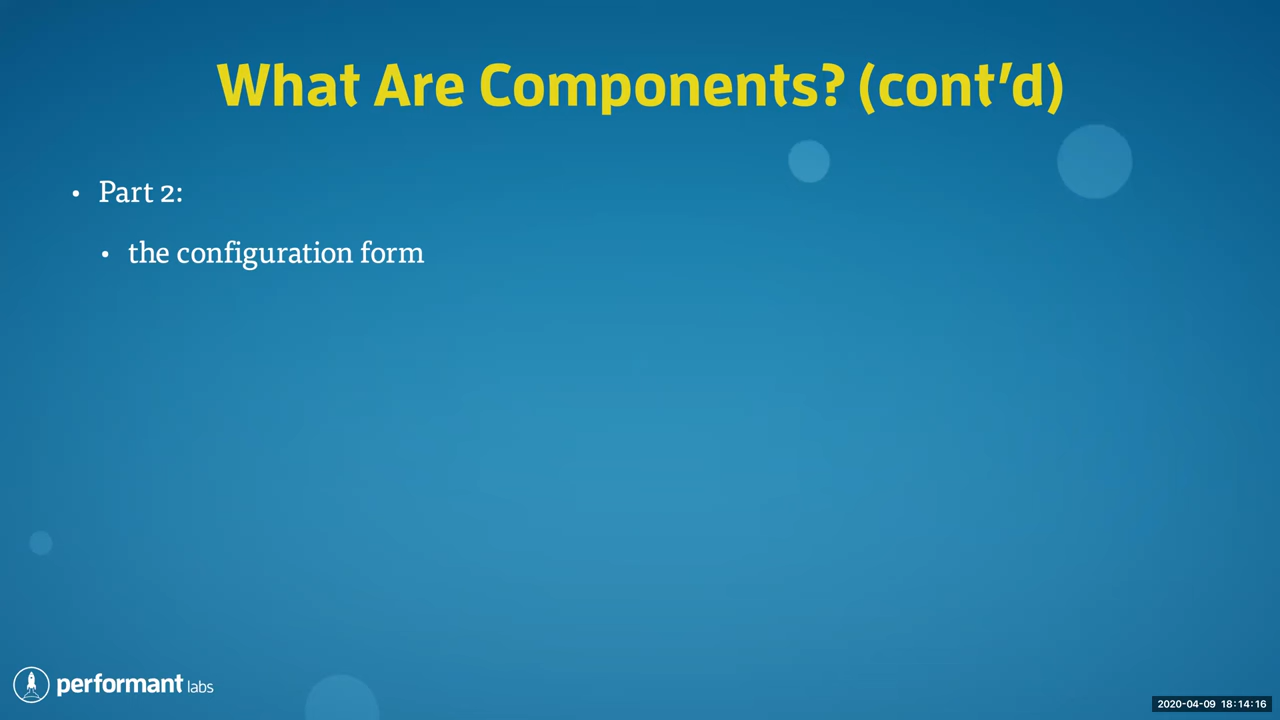 What Are Components? (cont’d)
• Part 2:
• the configuration form
performant labs
2020-04-09 18:14:16